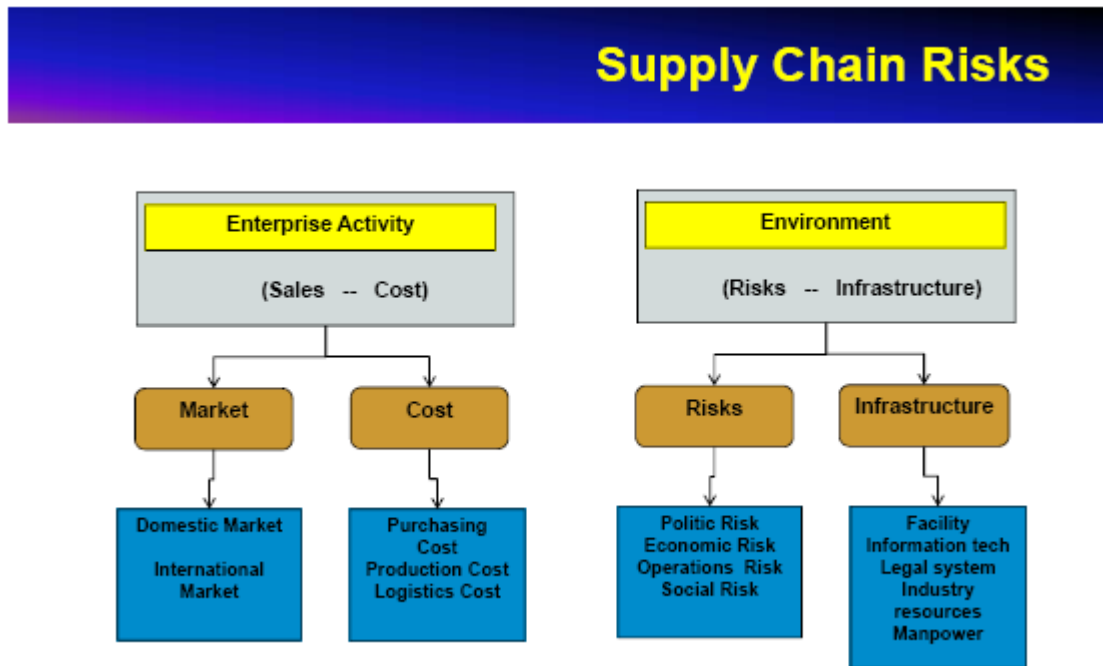 Supply Chain Risks
Enterprise Activity
(Sales -- Cost)
Environment
(Risks -- Infrastructure)
Market
Cost
Risks
Infrastructure
Domestic Market
International
Market
Purchasing
Cost
Production Cost
Logistics Cost
Politic Risk
Economic Risk
Operations Risk
Social Risk
Facility
Information tech
Legal system
Industry
resources
Manpower